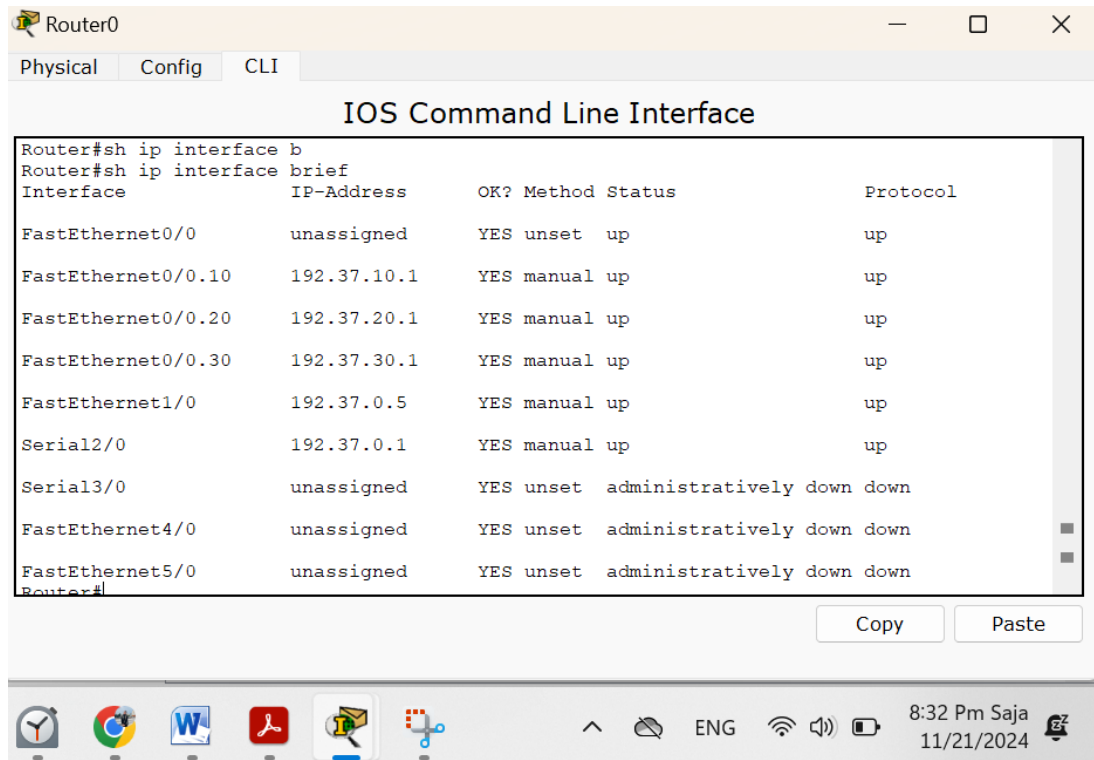 Router0
Physical Config CLI
IOS Command Line Interface
Router#sh ip interface b
Router#sh ip interface brief
Interface IP-Address OK? Method Status Protocol
FastEthernet0/0 unassigned YES unset up up
FastEthernet0/0.10 192.37.10.1 YES manual up up
FastEthernet0/0.20 192.37.20.1 YES manual up up
FastEthernet0/0.30 192.37.30.1 YES manual up up
FastEthernet1/0 192.37.0.5 YES manual up up
Serial2/0 192.37.0.1 YES manual up up
Serial3/0 unassigned YES unset administratively down down
FastEthernet4/0 unassigned YES unset administratively down down
FastEthernet5/0 unassigned YES unset administratively down down
Router#
Copy Paste
ENG 8:32 Pm Saja
11/21/2024